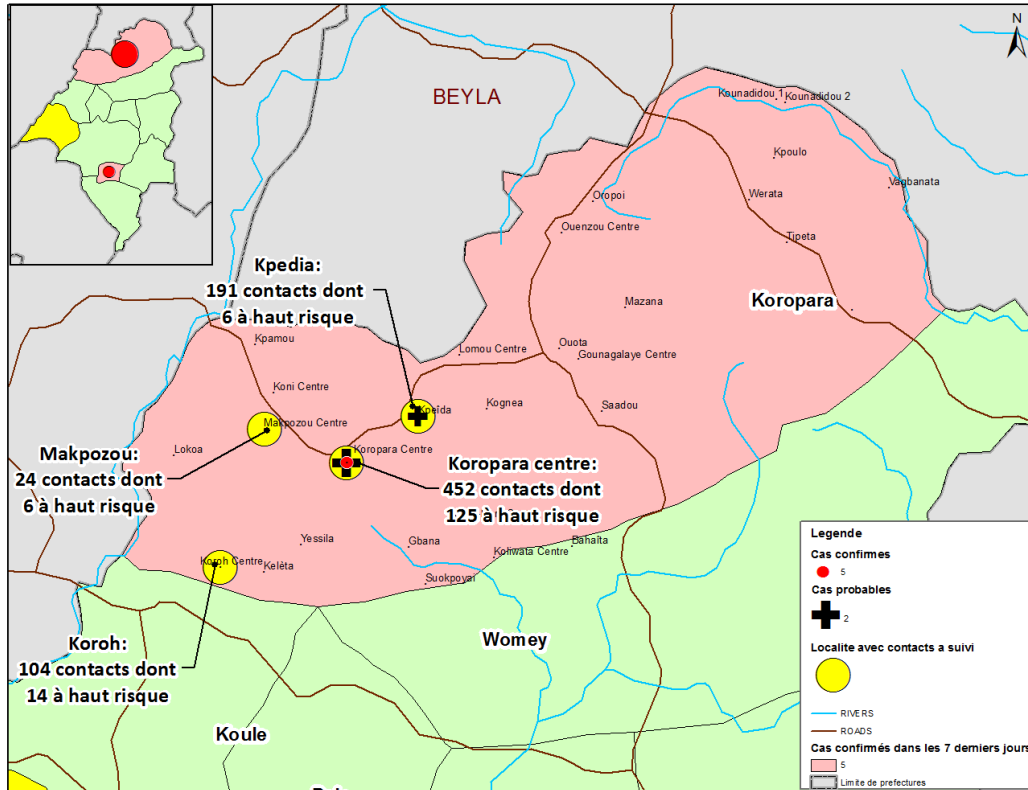 N
BEYLA
Kounadidou 1
Kounadidou 2
Kpoulo
Vagbanata
Werata
Oropoi
Ouenzou Centre
Tipeta
Kpedia:
191 contacts dont
6 à haut risque
Koropara
Mazana
Kpamou
Lomou Centre
Ouota
Gounagalaye Centre
Koni Centre
Kognea
Saadou
Kpeïda
Makpozou Centre
Lokoa
Koropara Centre
Makpozou:
24 contacts dont
6 à haut risque
Koropara centre:
452 contacts dont
125 à haut risque
Yessila
Gbana
Bahaïta
Koliwata Centre
Koroh Centre
Kelèta
Suokpoyai
Koroh:
104 contacts dont
14 à haut risque
Womey
Koule
Legende
Cas confirmes
5
Cas probables
2
Localite avec contacts a suivi
RIVERS
ROADS
Cas confirmés dans les 7 derniers jours
5
Limite de prefectures